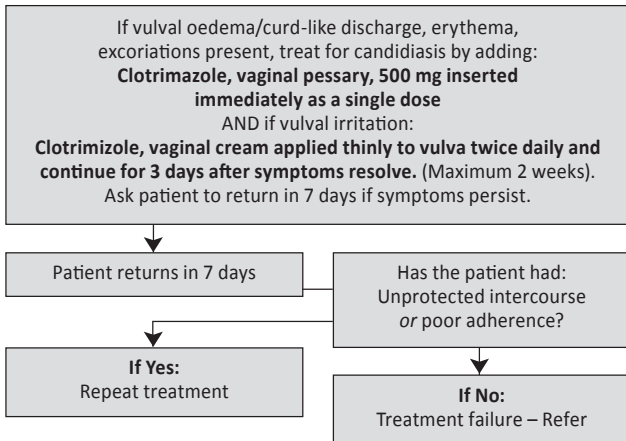 If vulval oedema/curd-like discharge, erythema,
excoriations present, treat for candidiasis by adding:
Clotrimazole, vaginal pessary, 500 mg inserted
immediately as a single dose
AND if vulval irritation:
Clotrimizole, vaginal cream applied thinly to vulva twice daily and
continue for 3 days after symptoms resolve. (Maximum 2 weeks).
Ask patient to return in 7 days if symptoms persist.
Patient returns in 7 days
Has the patient had:
Unprotected intercourse
or poor adherence?
If Yes:
Repeat treatment
If No:
Treatment failure – Refer